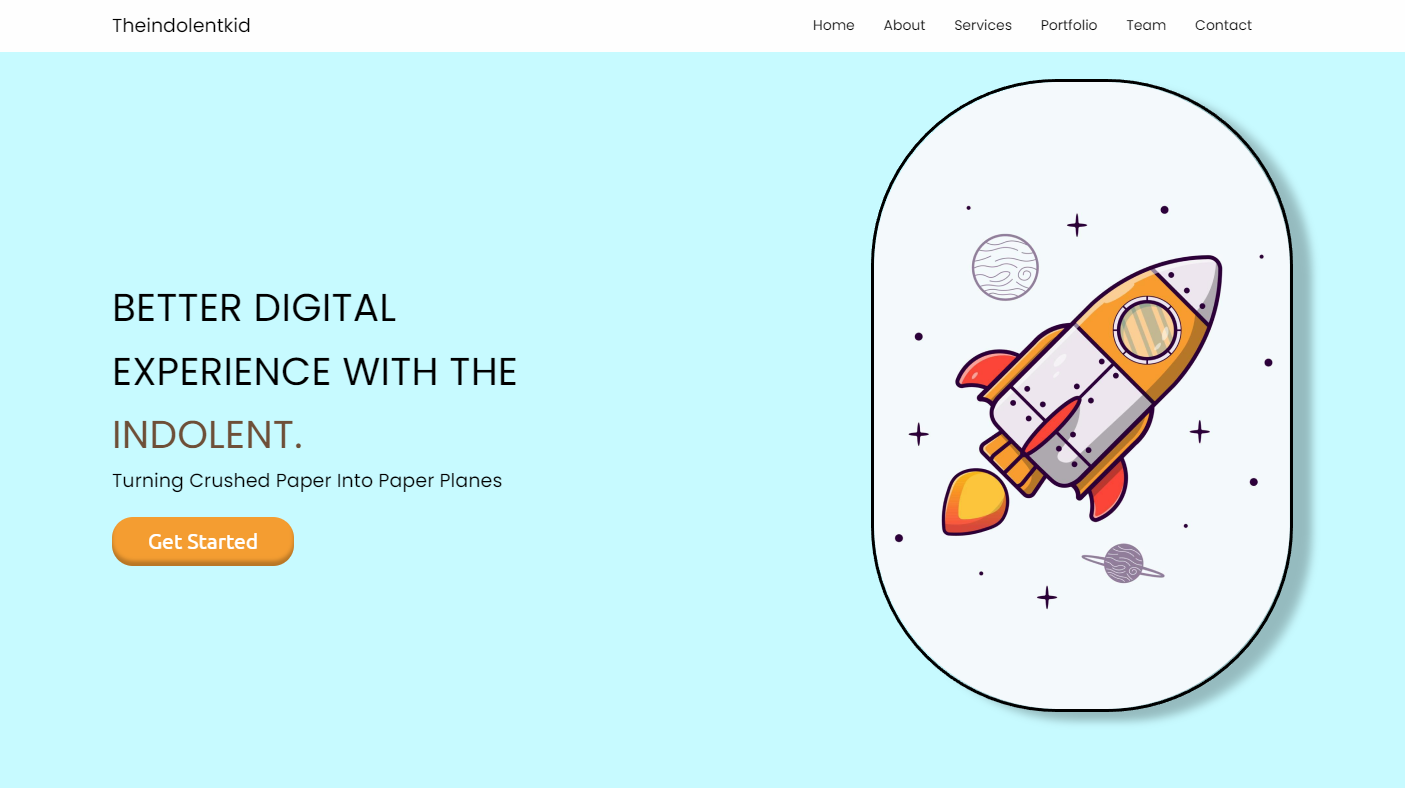 Theindolentkid
Home About Services Portfolio Team Contact
BETTER DIGITAL
EXPERIENCE WITH THE
INDOLENT.
Turning Crushed Paper Into Paper Planes
Get Started